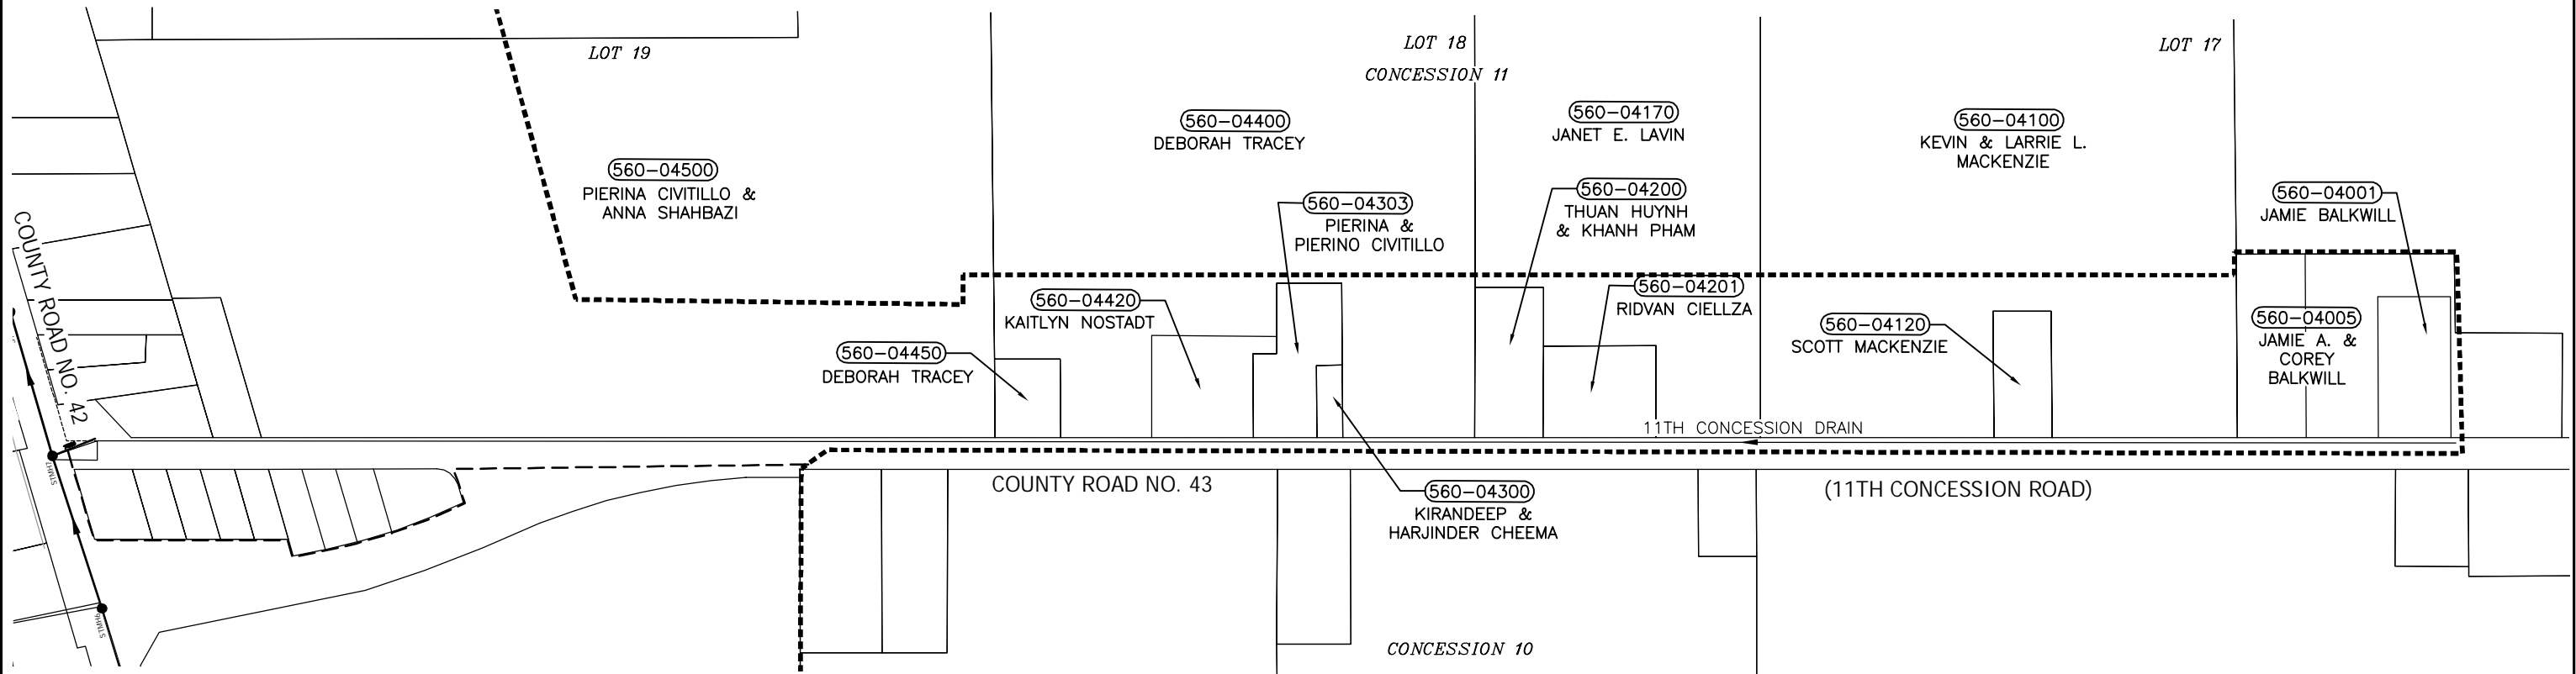 LOT 19
LOT 18
CONCESSION 11
LOT 17
560-04500
PIERINA CIVITILLO &
ANNA SHAHBAZI
560-04400
DEBORAH TRACEY
560-04170
JANET E. LAVIN
560-04100
KEVIN & LARRIE L.
MACKENZIE
560-04303
PIERINA &
PIERINO CIVITILLO
560-04200
THUAN HUYNH
& KHANH PHAM
560-04001
JAMIE BALKWILL
560-04420
KAITLYN NOSTADT
560-04201
RIDVAN CIELLZA
560-04450
DEBORAH TRACEY
560-04120
SCOTT MACKENZIE
560-04005
JAMIE A. &
COREY
BALKWILL
COUNTY ROAD NO. 42
11TH CONCESSION DRAIN
COUNTY ROAD NO. 43
(11TH CONCESSION ROAD)
560-04300
KIRANDEEP &
HARJINDER CHEEMA
CONCESSION 10